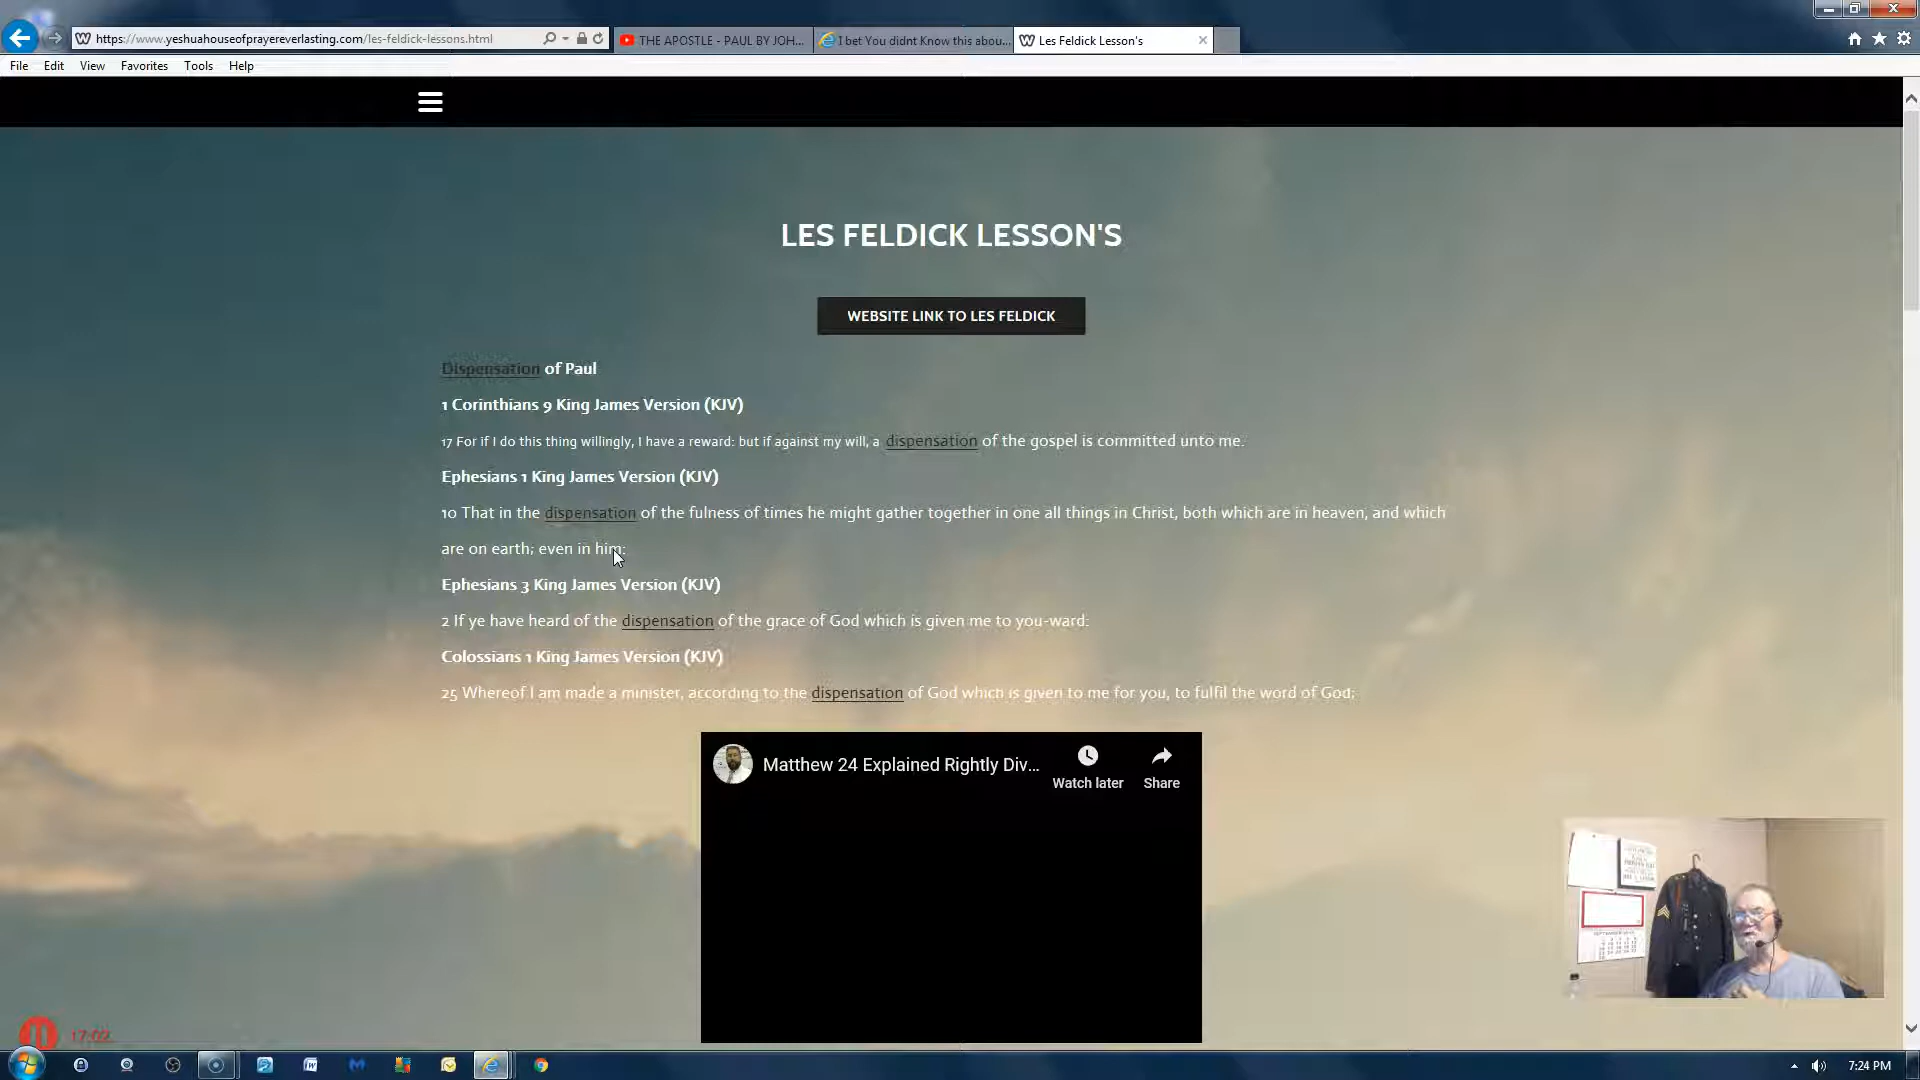 https://www.yeshuahouseofprayereverlasting.com/les-feldick-lessons.html
THE APOSTLE - PAUL BY JOH...
I bet You didnt Know this abou...
Les Feldick Lesson's
File Edit View Favorites Tools Help
LES FELDICK LESSON'S
WEBSITE LINK TO LES FELDICK
Dispensation of Paul
1 Corinthians 9 King James Version (KJV)
17 For if I do this thing willingly, I have a reward: but if against my will, a dispensation of the gospel is committed unto me.
Ephesians 1 King James Version (KJV)
10 That in the dispensation of the fulness of times he might gather together in one all things in Christ, both which are in heaven, and which
are on earth; even in him:
Ephesians 3 King James Version (KJV)
2 If ye have heard of the dispensation of the grace of God which is given me to you-ward:
Colossians 1 King James Version (KJV)
25 Whereof I am made a minister, according to the dispensation of God which is given to me for you, to fulfil the word of God;
Matthew 24 Explained Rightly Div...
Watch later
Share
17:02
7:24 PM